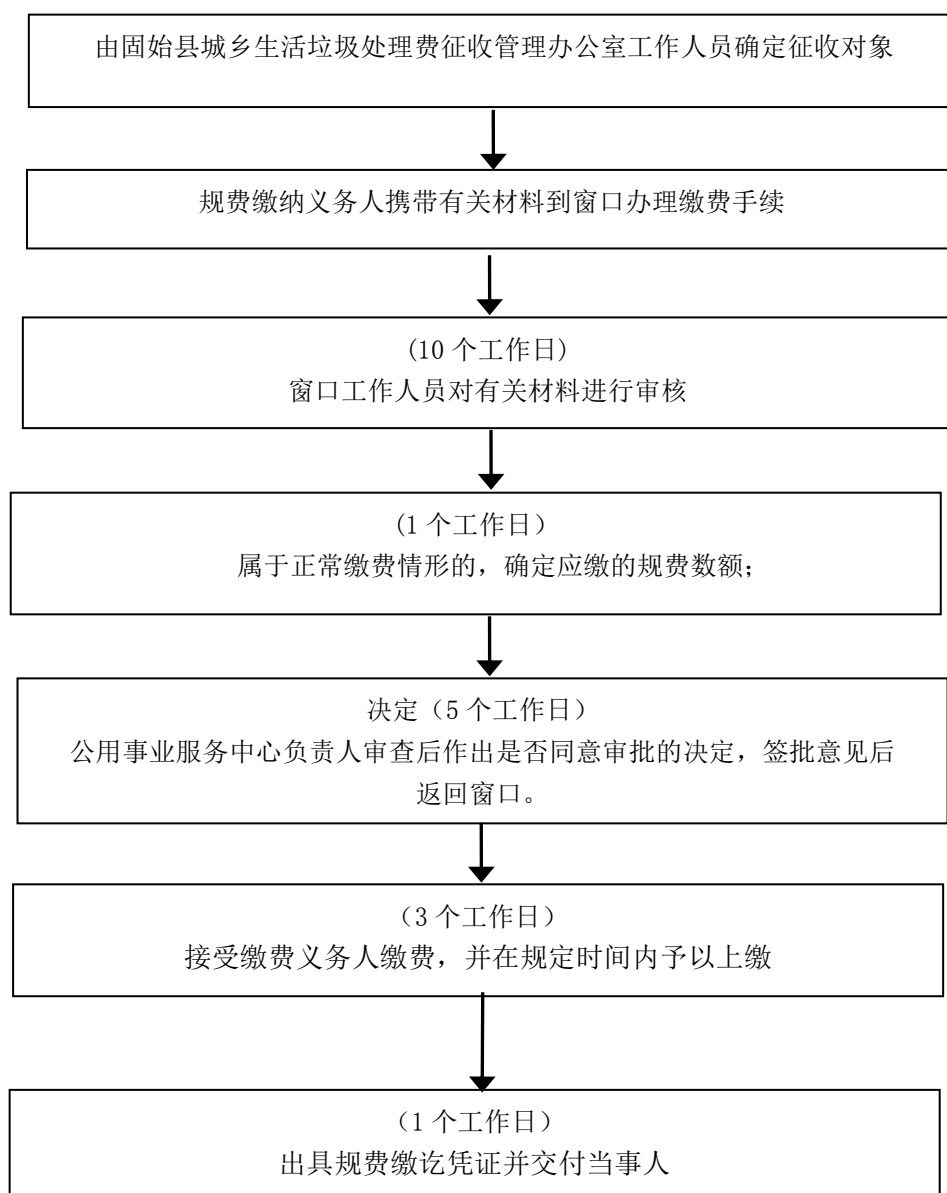 由固始县城乡生活垃圾处理费征收管理办公室工作人员确定征收对象
规费缴纳义务人携带有关材料到窗口办理缴费手续
(10 个工作日)
窗口工作人员对有关材料进行审核
(1 个工作日）
属于正常缴费情形的，确定应缴的规费数额；
决定（5 个工作日）
公用事业服务中心负责人审查后作出是否同意审批的决定，签批意见后
返回窗口。
（3 个工作日）
接受缴费义务人缴费，并在规定时间内予以上缴
（1 个工作日）
出具规费缴讫凭证并交付当事人